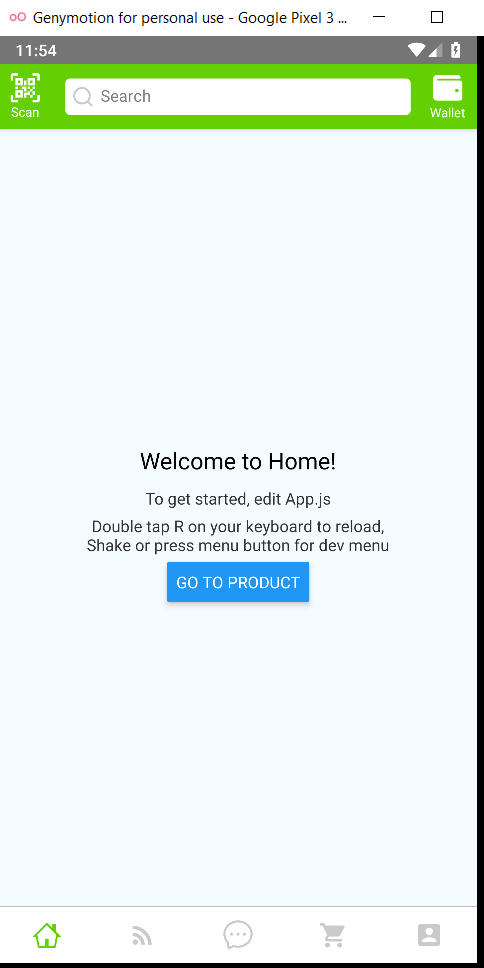 Genymotion for personal use - Google Pixel 3 ...
11:54
Scan
Search
Wallet
Welcome to Home!
To get started, edit App.js
Double tap R on your keyboard to reload,
Shake or press menu button for dev menu
GO TO PRODUCT